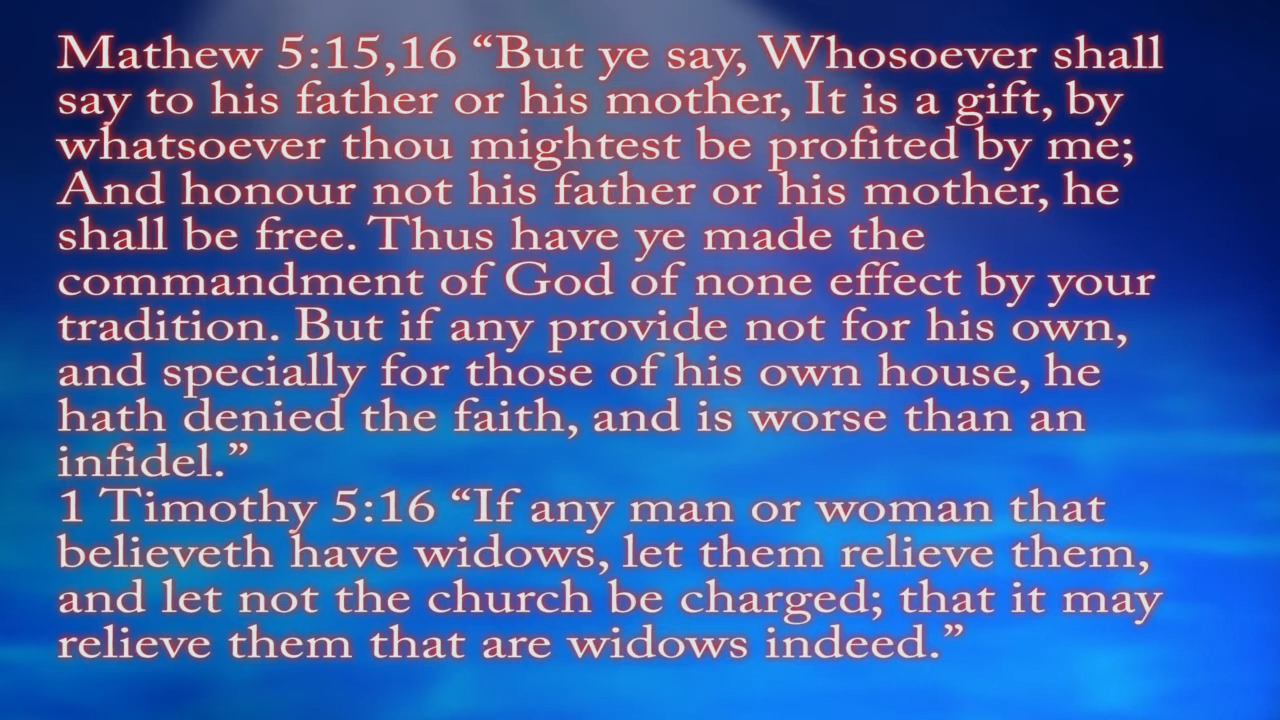 Mathew 5:15,16 “But ye say, Whosoever shall
say to his father or his mother, It is a gift, by
whatsoever thou mightest be profited by me;
And honour not his father or his mother, he
shall be free. Thus have ye made the
commandment of God of none effect by your
tradition. But if any provide not for his own,
and specially for those of his own house, he
hath denied the faith, and is worse than an
infidel.”
1 Timothy 5:16 “If any man or woman that
believeth have widows, let them relieve them,
and let not the church be charged; that it may
relieve them that are widows indeed.”